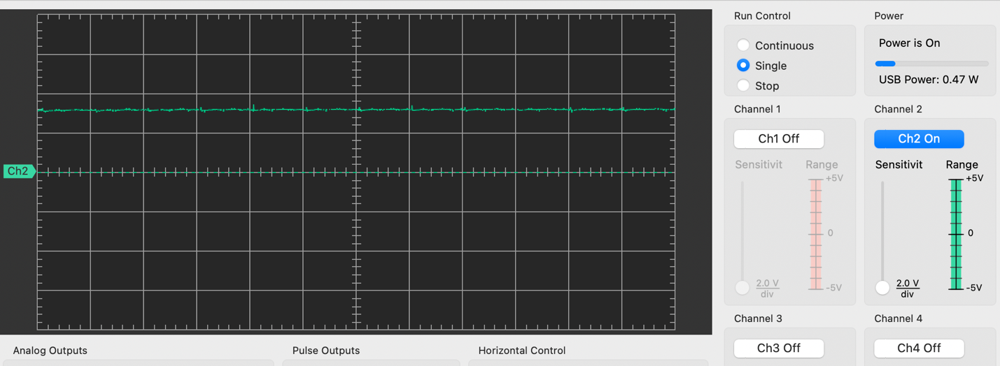 Run Control
Power
Continuous
Single
Stop
Power is On
USB Power: 0.47 W
Channel 1
Channel 2
Ch1 Off
Ch2 On
Sensitivit
Range
Sensitivit
Range
+5V
0
-5V
2.0 V
div
+5V
0
-5V
2.0 V
div
Ch2
Channel 3
Channel 4
Ch3 Off
Ch4 Off
Analog Outputs
Pulse Outputs
Horizontal Control